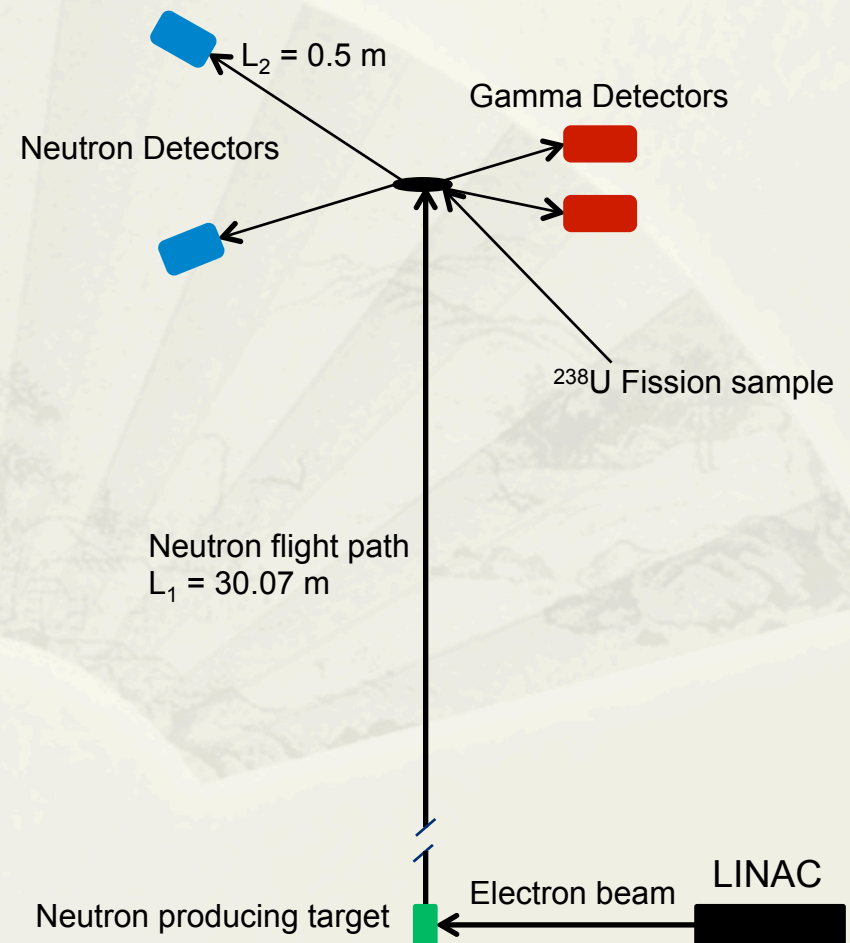 L₂ = 0.5 m
Gamma Detectors
Neutron Detectors
²³⁸U Fission sample
Neutron flight path
L₁ = 30.07 m
LINAC
Electron beam
Neutron producing target